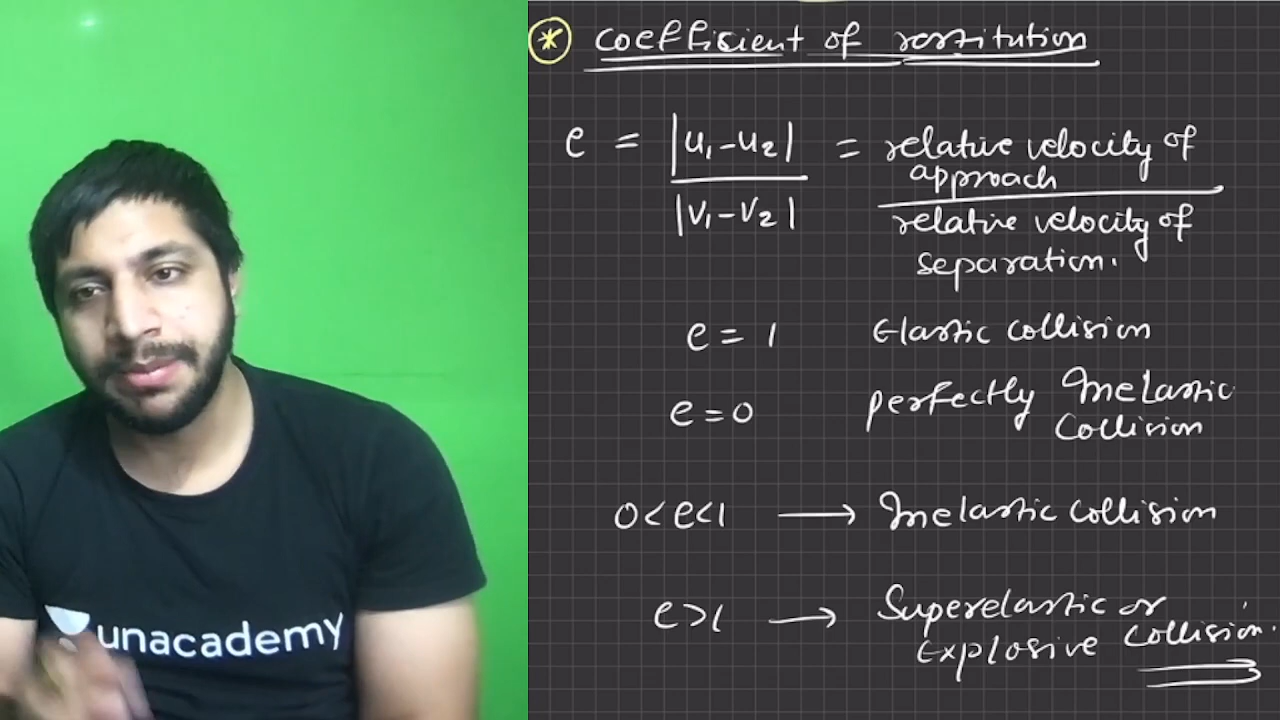 * coefficient of restitution
e = |u₁-u₂| / |v₁-v₂| = relative velocity of approach / relative velocity of separation.
e = 1 Elastic collision
e = 0 perfectly Inelastic
Collision
0 < e < 1 → Inelastic collision
e > 1 → Superelastic or
Explosive Collision.
unacademy